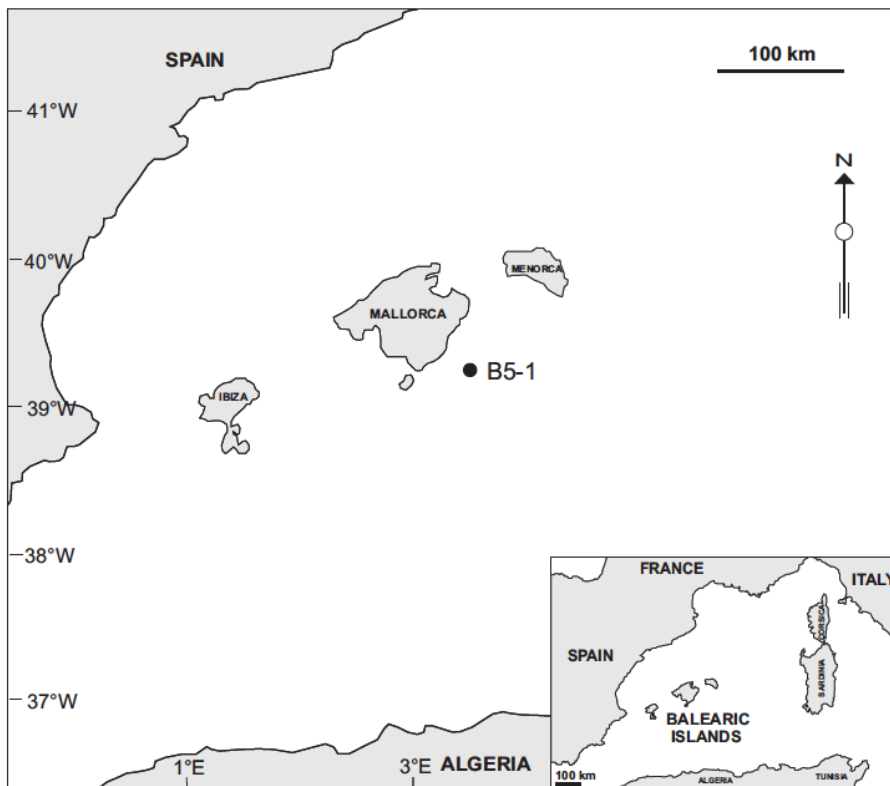 SPAIN
100 km
41°W
N
40°W
MENORCA
MALLORCA
B5-1
IBIZA
39°W
38°W
FRANCE
ITALY
CORSICA
SPAIN
SARDINIA
37°W
BALEARIC
ISLANDS
ALGERIA
1°E
3°E
100 km
ALGERIA
TUNISIA